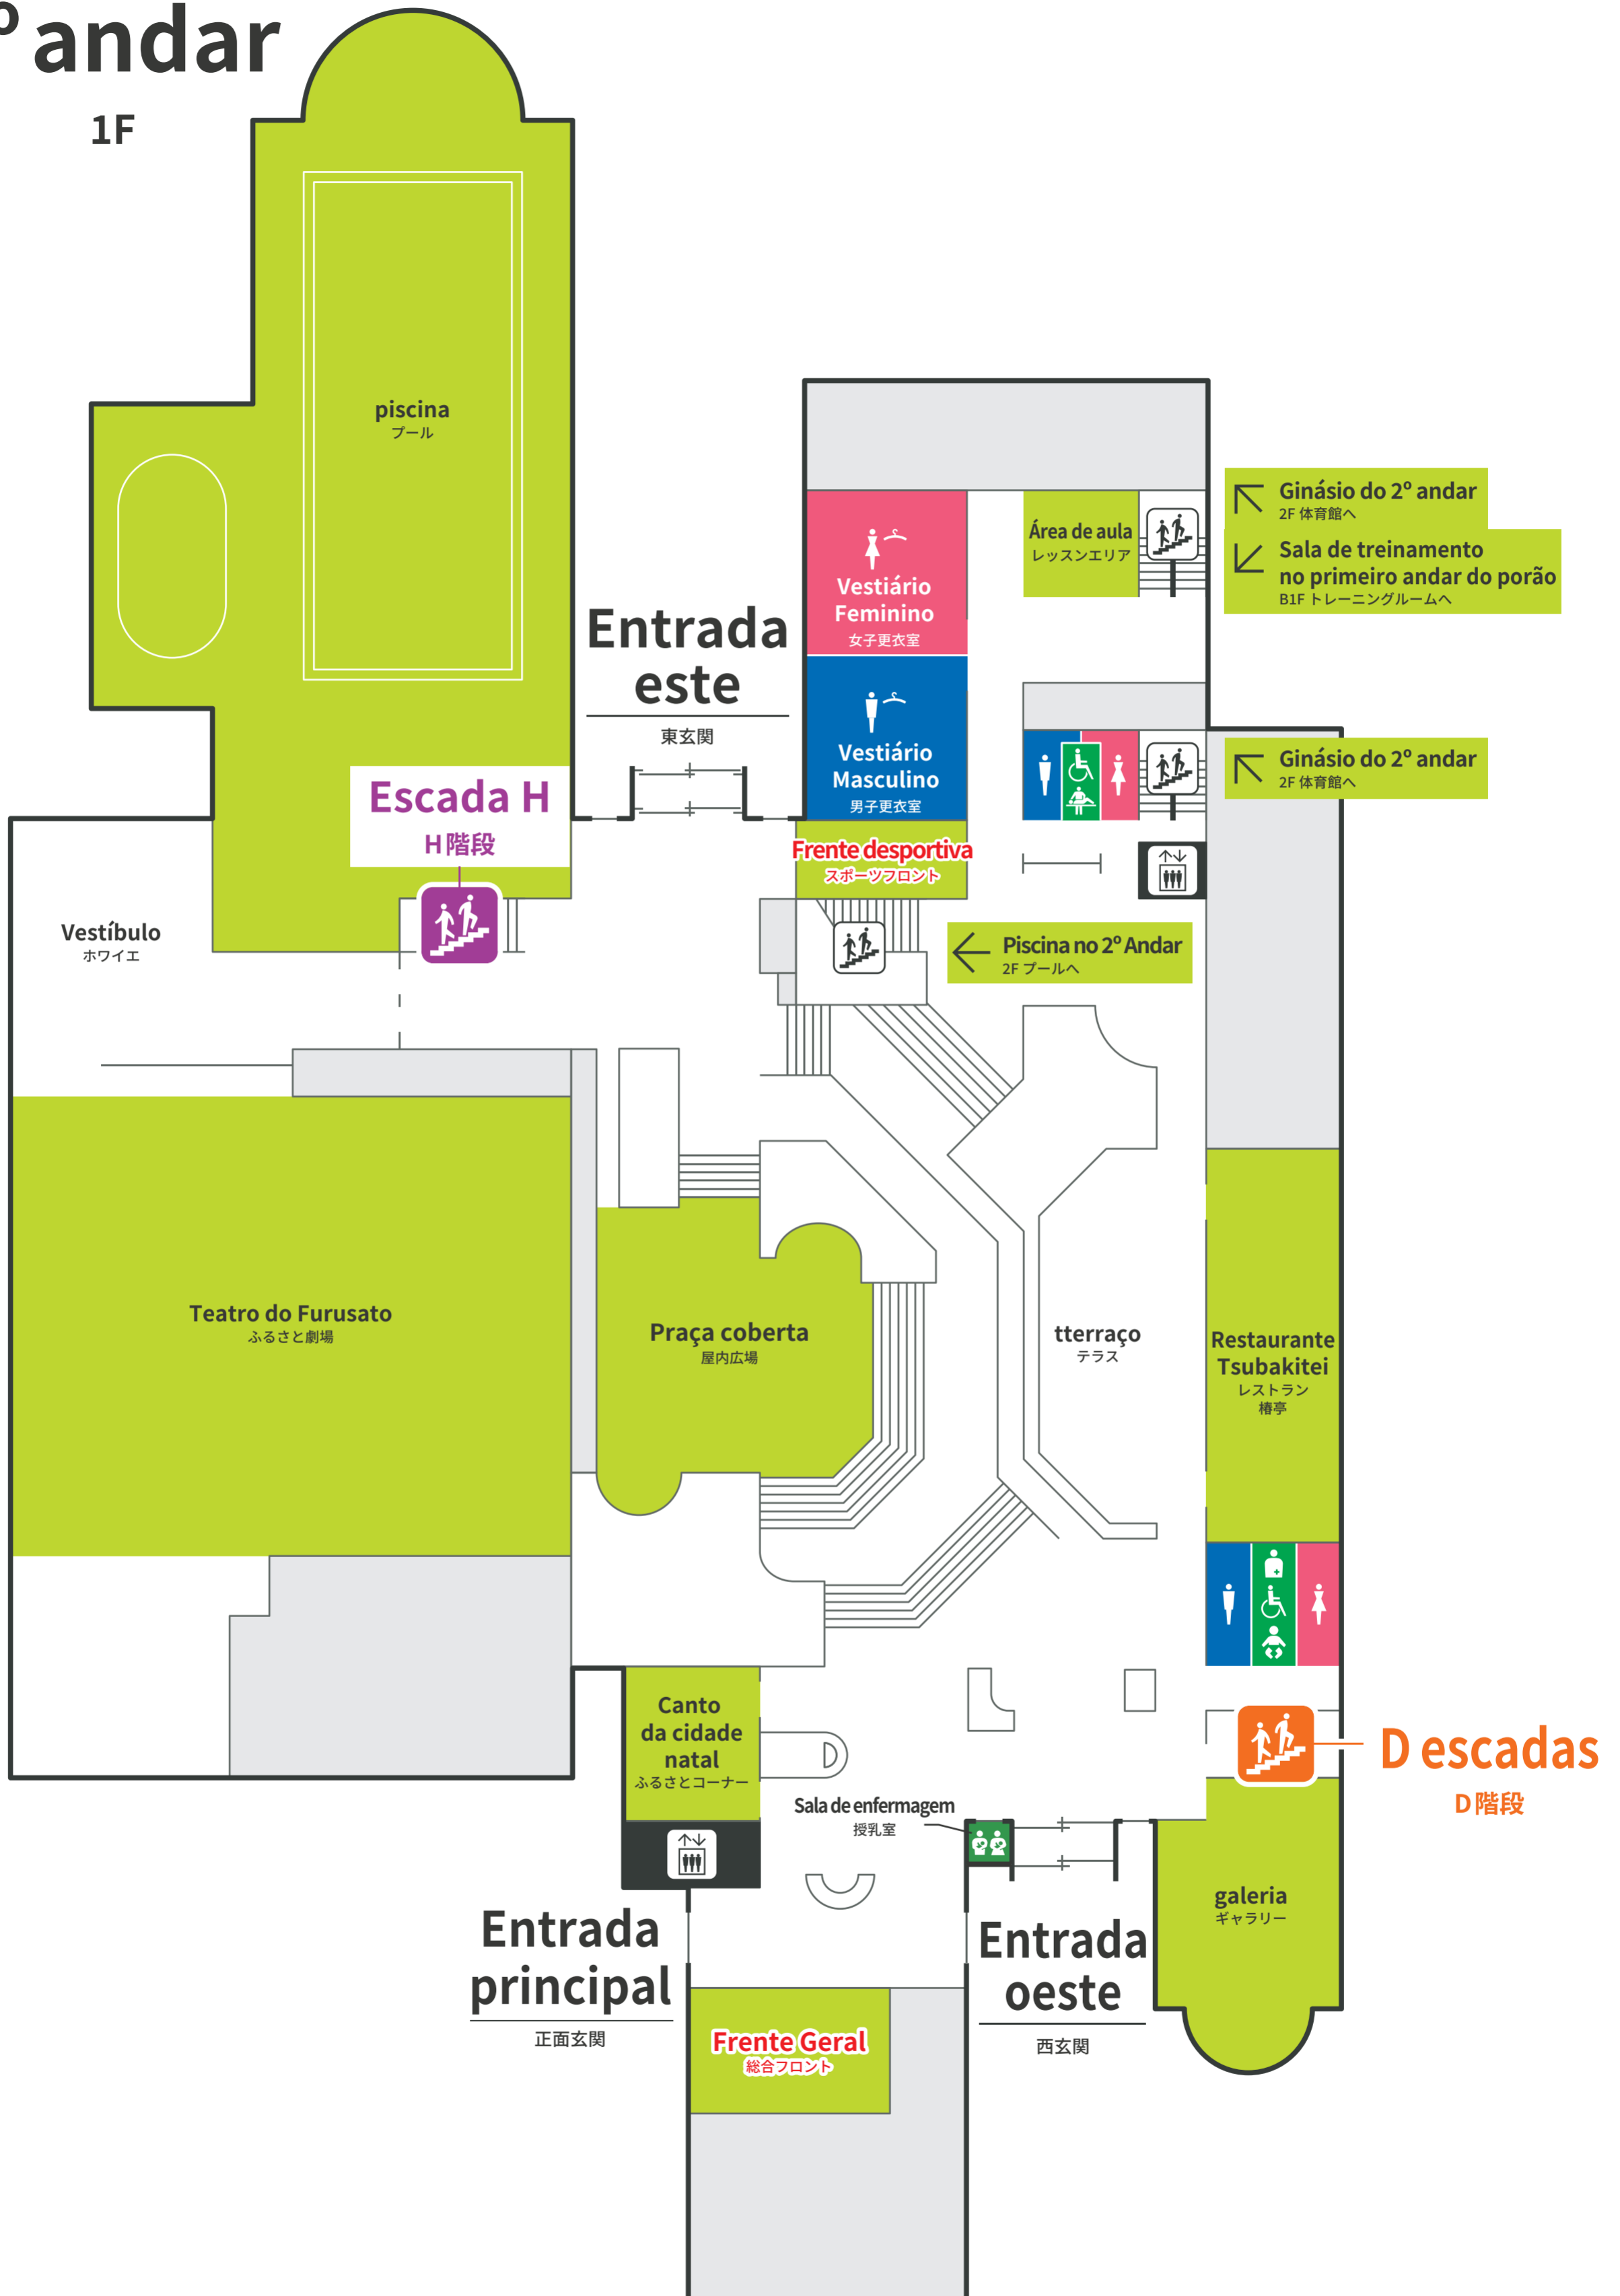 º andar
1F
piscina
プール
Ginásio do 2º andar
2F 体育館へ
Sala de treinamento
no primeiro andar do porão
B1F トレーニングルームへ
Área de aula
レッスンエリア
Vestiário
Feminino
女子更衣室
Entrada
este
東玄関
Vestiário
Masculino
男子更衣室
Ginásio do 2º andar
2F 体育館へ
Escada H
H階段
Frente desportiva
スポーツフロント
Vestíbulo
ホワイエ
Piscina no 2º Andar
2F プールへ
Teatro do Furusato
ふるさと劇場
Praça coberta
屋内広場
tterraço
テラス
Restaurante
Tsubakitei
レストラン
椿亭
Canto
da cidade
natal
ふるさとコーナー
D escadas
D階段
Sala de enfermagem
授乳室
galeria
ギャラリー
Entrada
principal
正面玄関
Entrada
oeste
西玄関
Frente Geral
総合フロント